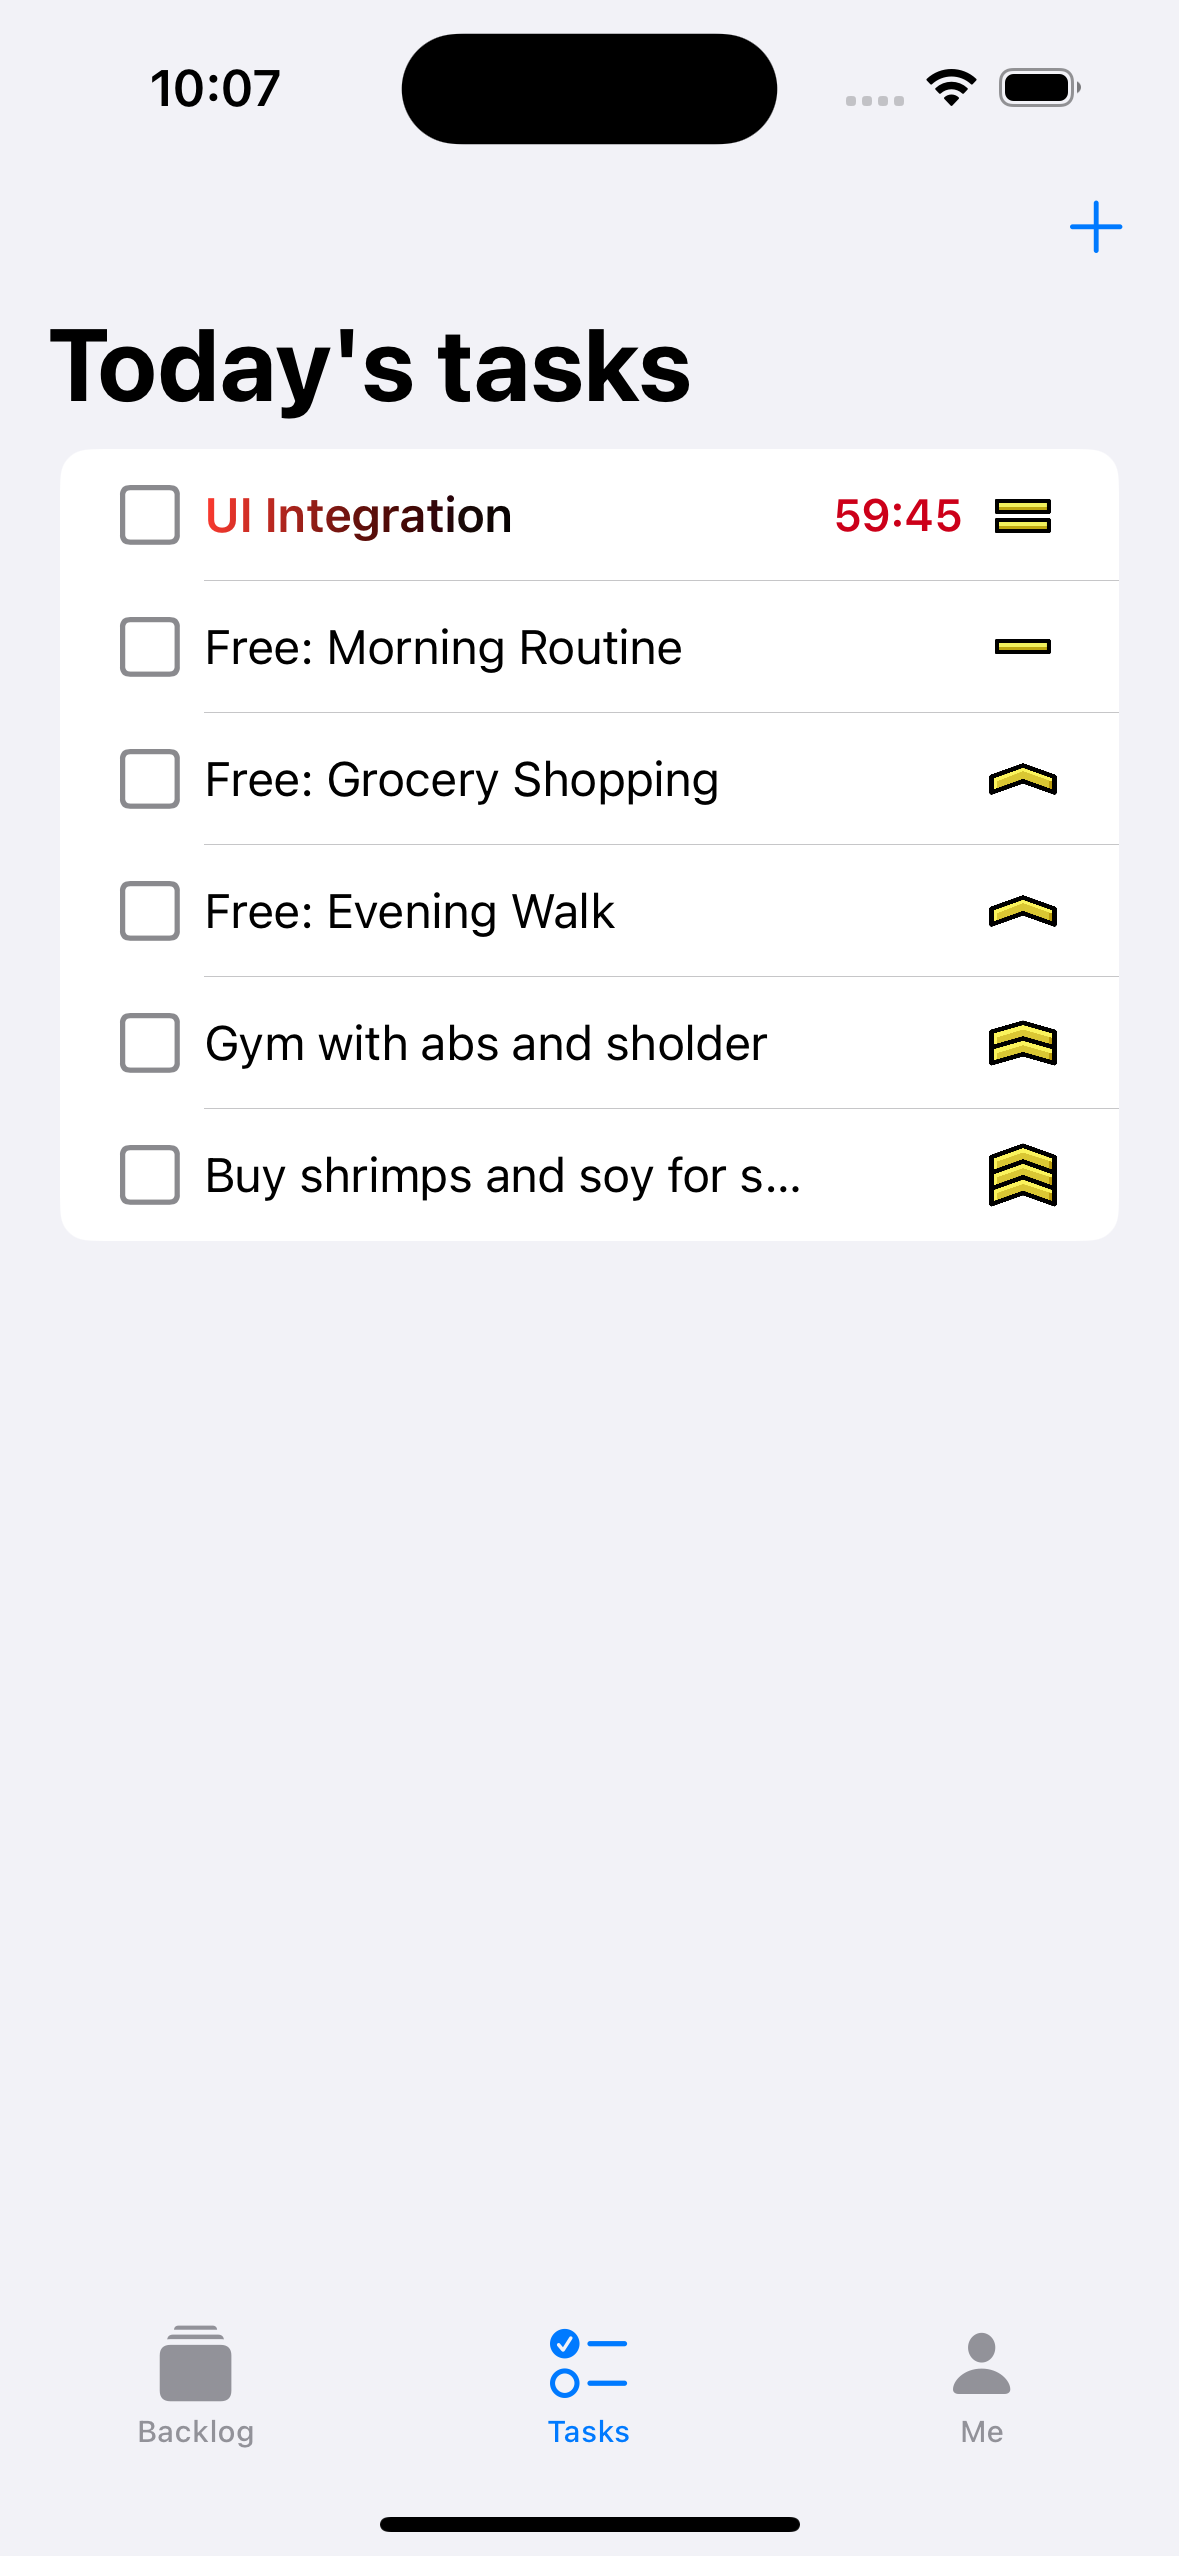 10:07
Today's tasks
UI Integration 59:45
Free: Morning Routine
Free: Grocery Shopping
Free: Evening Walk
Gym with abs and sholder
Buy shrimps and soy for s...
Backlog Tasks Me